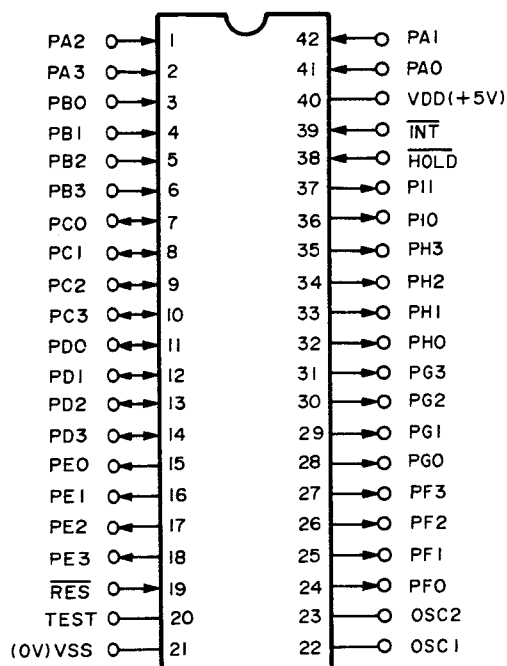 PA2 1 42 PA1
PA3 2 41 PA0
PB0 3 40 VDD(+5V)
PB1 4 39 I̅N̅T̅
PB2 5 38 H̅O̅L̅D̅
PB3 6 37 PI1
PC0 7 36 PI0
PC1 8 35 PH3
PC2 9 34 PH2
PC3 10 33 PH1
PD0 11 32 PH0
PD1 12 31 PG3
PD2 13 30 PG2
PD3 14 29 PG1
PE0 15 28 PG0
PE1 16 27 PF3
PE2 17 26 PF2
PE3 18 25 PF1
R̅E̅S̅ 19 24 PF0
TEST 20 23 OSC2
(0V)VSS 21 22 OSC1